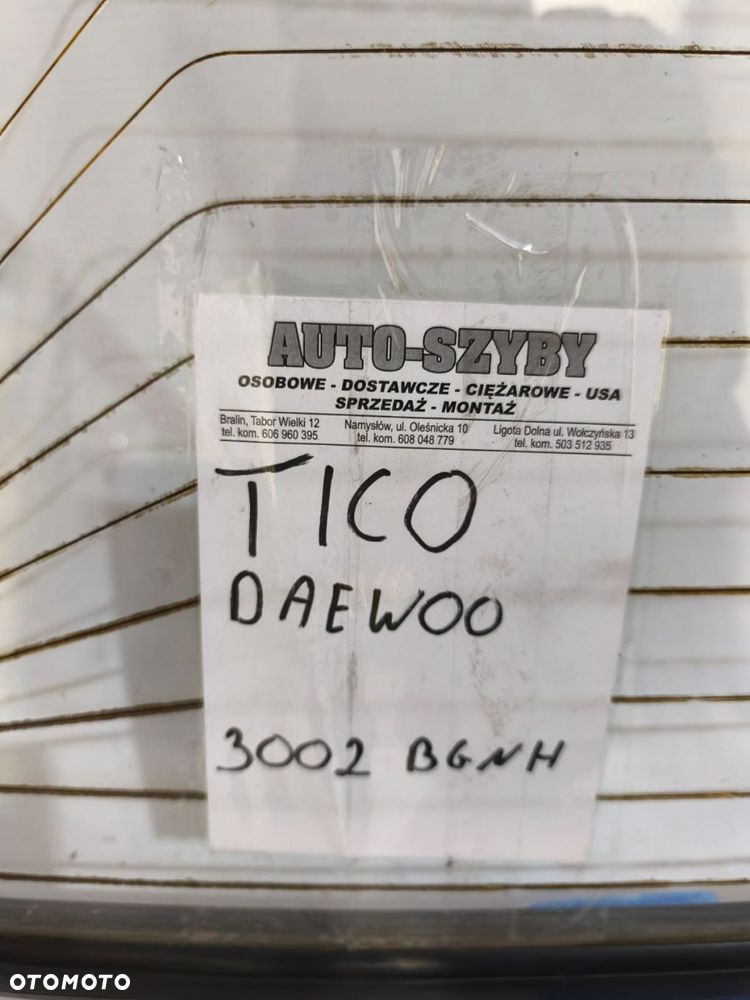 AUTO-SZYBY
OSOBOWE - DOSTAWCZE - CIĘŻAROWE - USA
SPRZEDAŻ - MONTAŻ
Bralin, Tabor Wielki 12 Namysłów, ul. Oleśnicka 10 Ligota Dolna ul. Wołczyńska 13
tel. kom. 606 960 395 tel. kom. 608 048 779 tel. kom. 503 512 935
TICO
DAEWOO
3002 BGNH
OTOMOTO